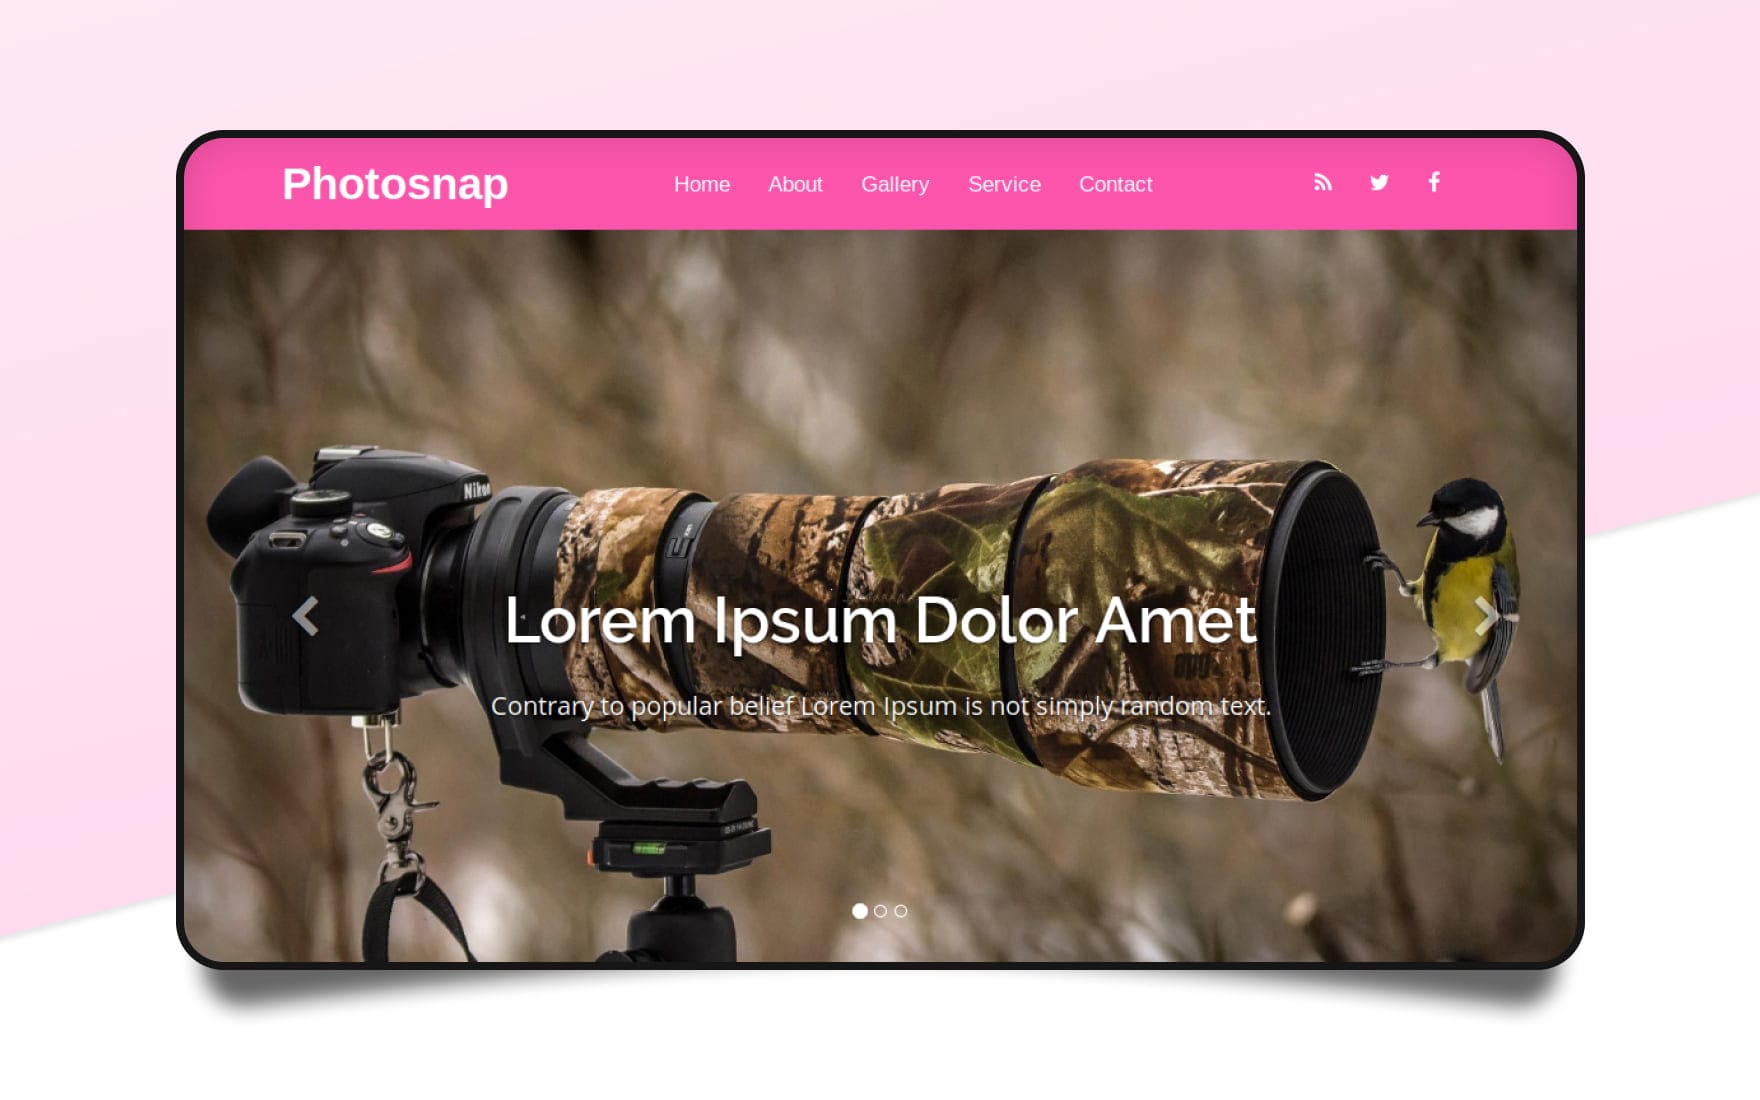 Photosnap
Home About Gallery Service Contact
Nikon
Lorem Ipsum Dolor Amet
Contrary to popular belief Lorem Ipsum is not simply random text.